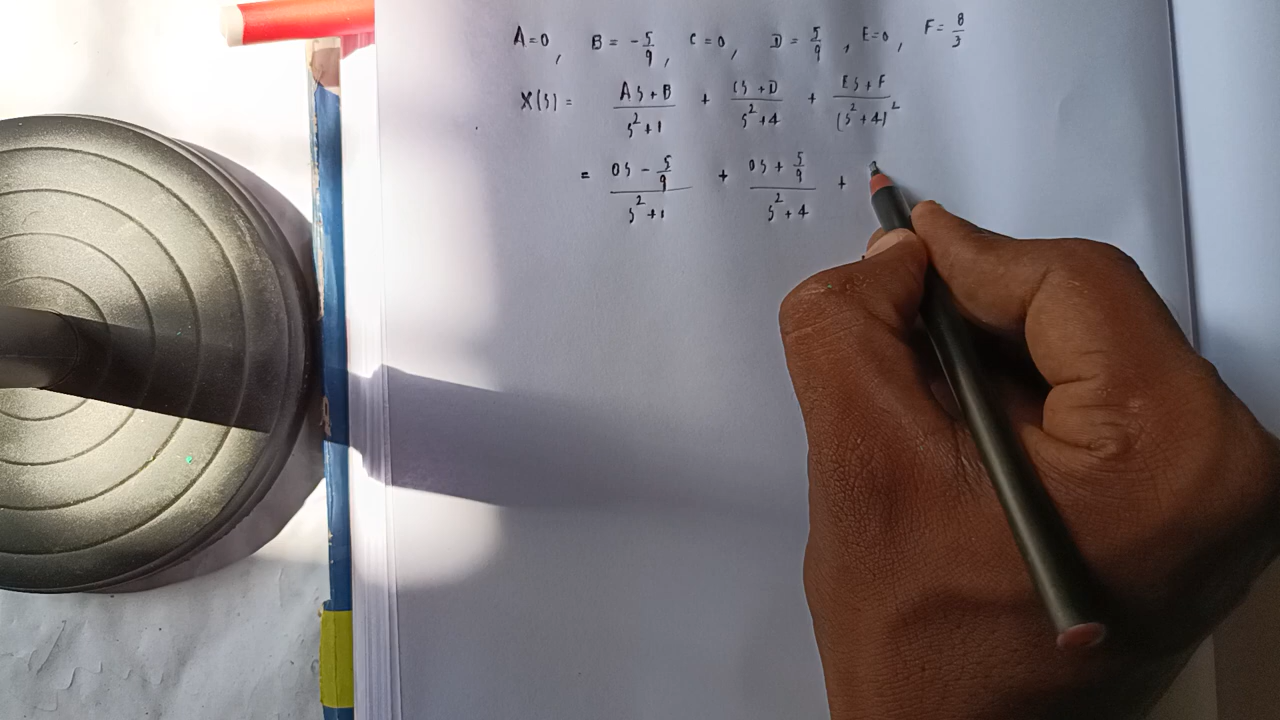 A=0, B = -5/9, C=0, D = 5/9, E=0, F= 8/3
X(s) = (As+B)/(s²+1) + (Cs+D)/(s²+4) + (Es+F)/(s²+4)²
= (0s - 5/9)/(s²+1) + (0s + 5/9)/(s²+4) +